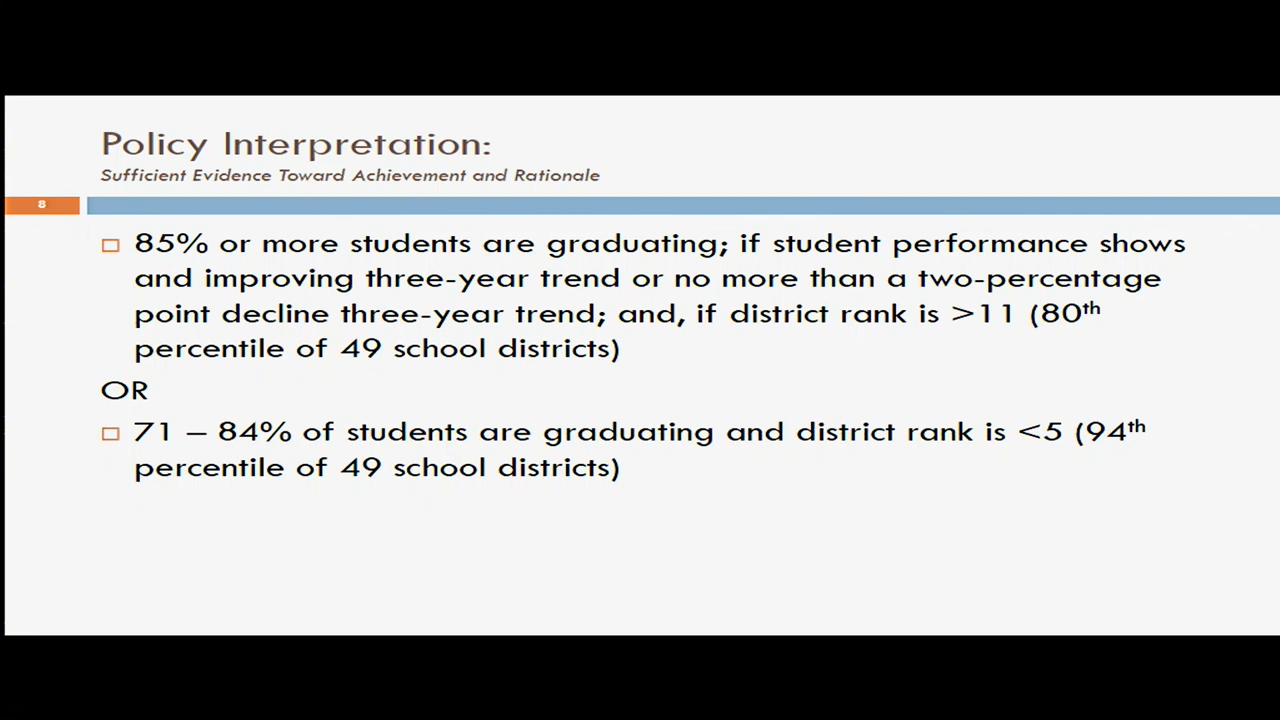 Policy Interpretation:
Sufficient Evidence Toward Achievement and Rationale
8
85% or more students are graduating; if student performance shows
and improving three-year trend or no more than a two-percentage
point decline three-year trend; and, if district rank is >11 (80th
percentile of 49 school districts)
OR
71 – 84% of students are graduating and district rank is <5 (94th
percentile of 49 school districts)